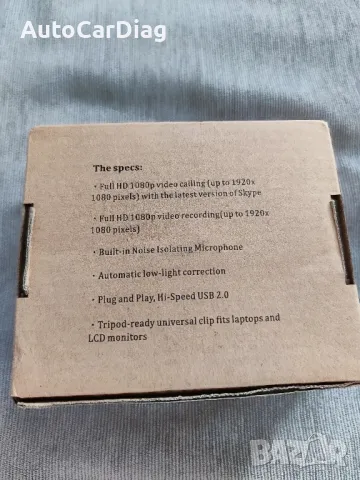 AutoCarDiag
The specs:
· Full HD 1080p video calling (up to 1920x
1080 pixels) with the latest version of Skype
· Full HD 1080p video recording(up to 1920x
1080 pixels)
· Built-in Noise Isolating Microphone
· Automatic low-light correction
· Plug and Play, Hi-Speed USB 2.0
· Tripod-ready universal clip fits laptops and
LCD monitors
BAZAR